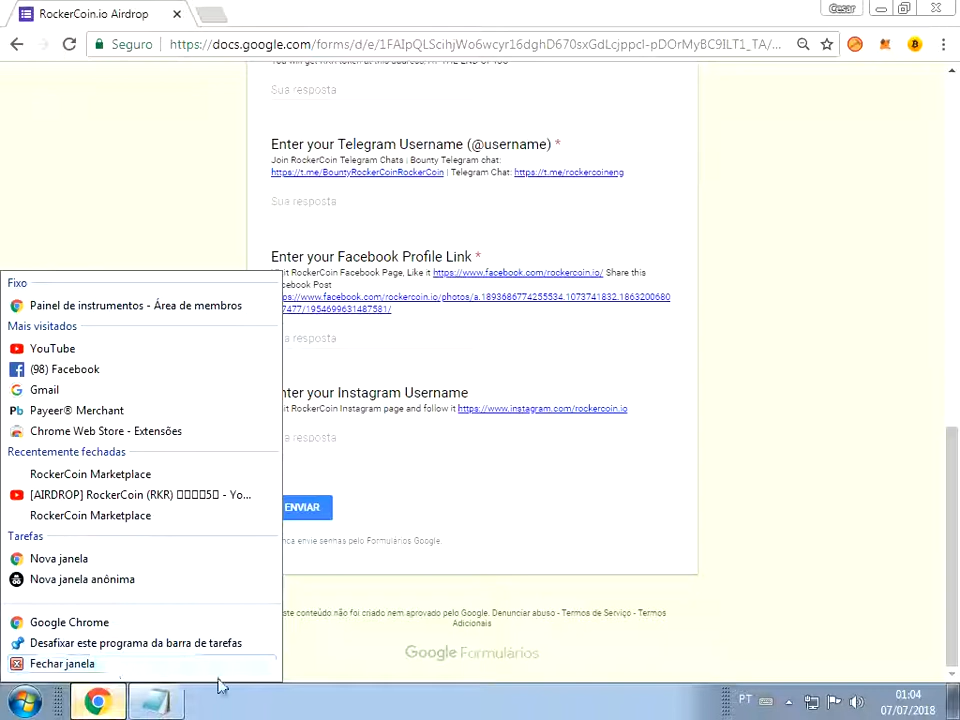 RockerCoin.io Airdrop
Cesar
Seguro
https://docs.google.com/forms/d/e/1FAIpQLScihjWo6wcyr16dghD670sxGdLcjppcl-pDOrMyBC9ILT1_TA/...
Sua resposta
Enter your Telegram Username (@username) *
Join RockerCoin Telegram Chats : Bounty Telegram chat:
https://t.me/BountyRockerCoinRockerCoin | Telegram Chat: https://t.me/rockercoineng
Sua resposta
Enter your Facebook Profile Link *
RockerCoin Facebook Page, Like it https://www.facebook.com/rockercoin.io/ Share this
Post
://www.facebook.com/rockercoin.io/photos/a.1893686774255534.1073741832.1863200680
7477/1954699631487581/
resposta
nter your Instagram Username
RockerCoin Instagram page and follow it https://www.instagram.com/rockercoin.io
resposta
ENVIAR
envie senhas pelo Formulários Google.
ste conteúdo não foi criado nem aprovado pelo Google. Denunciar abuso - Termos de Serviço - Termos
Adicionais
Google Formulários
Fixo
Painel de instrumentos - Área de membros
Mais visitados
YouTube
(98) Facebook
Gmail
Pb Payeer® Merchant
Chrome Web Store - Extensões
Recentemente fechadas
RockerCoin Marketplace
[AIRDROP] RockerCoin (RKR) 5 - Yo...
RockerCoin Marketplace
Tarefas
Nova janela
Nova janela anônima
Google Chrome
Desafixar este programa da barra de tarefas
Fechar janela
PT
01:04
07/07/2018